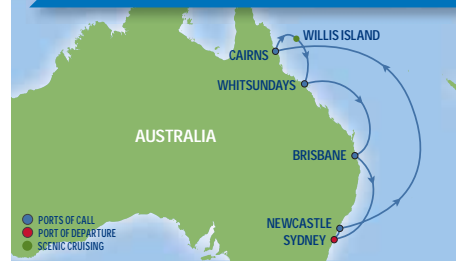 WILLIS ISLAND
CAIRNS
WHITSUNDAYS
AUSTRALIA
BRISBANE
NEWCASTLE
SYDNEY
PORTS OF CALL
PORT OF DEPARTURE
SCENIC CRUISING